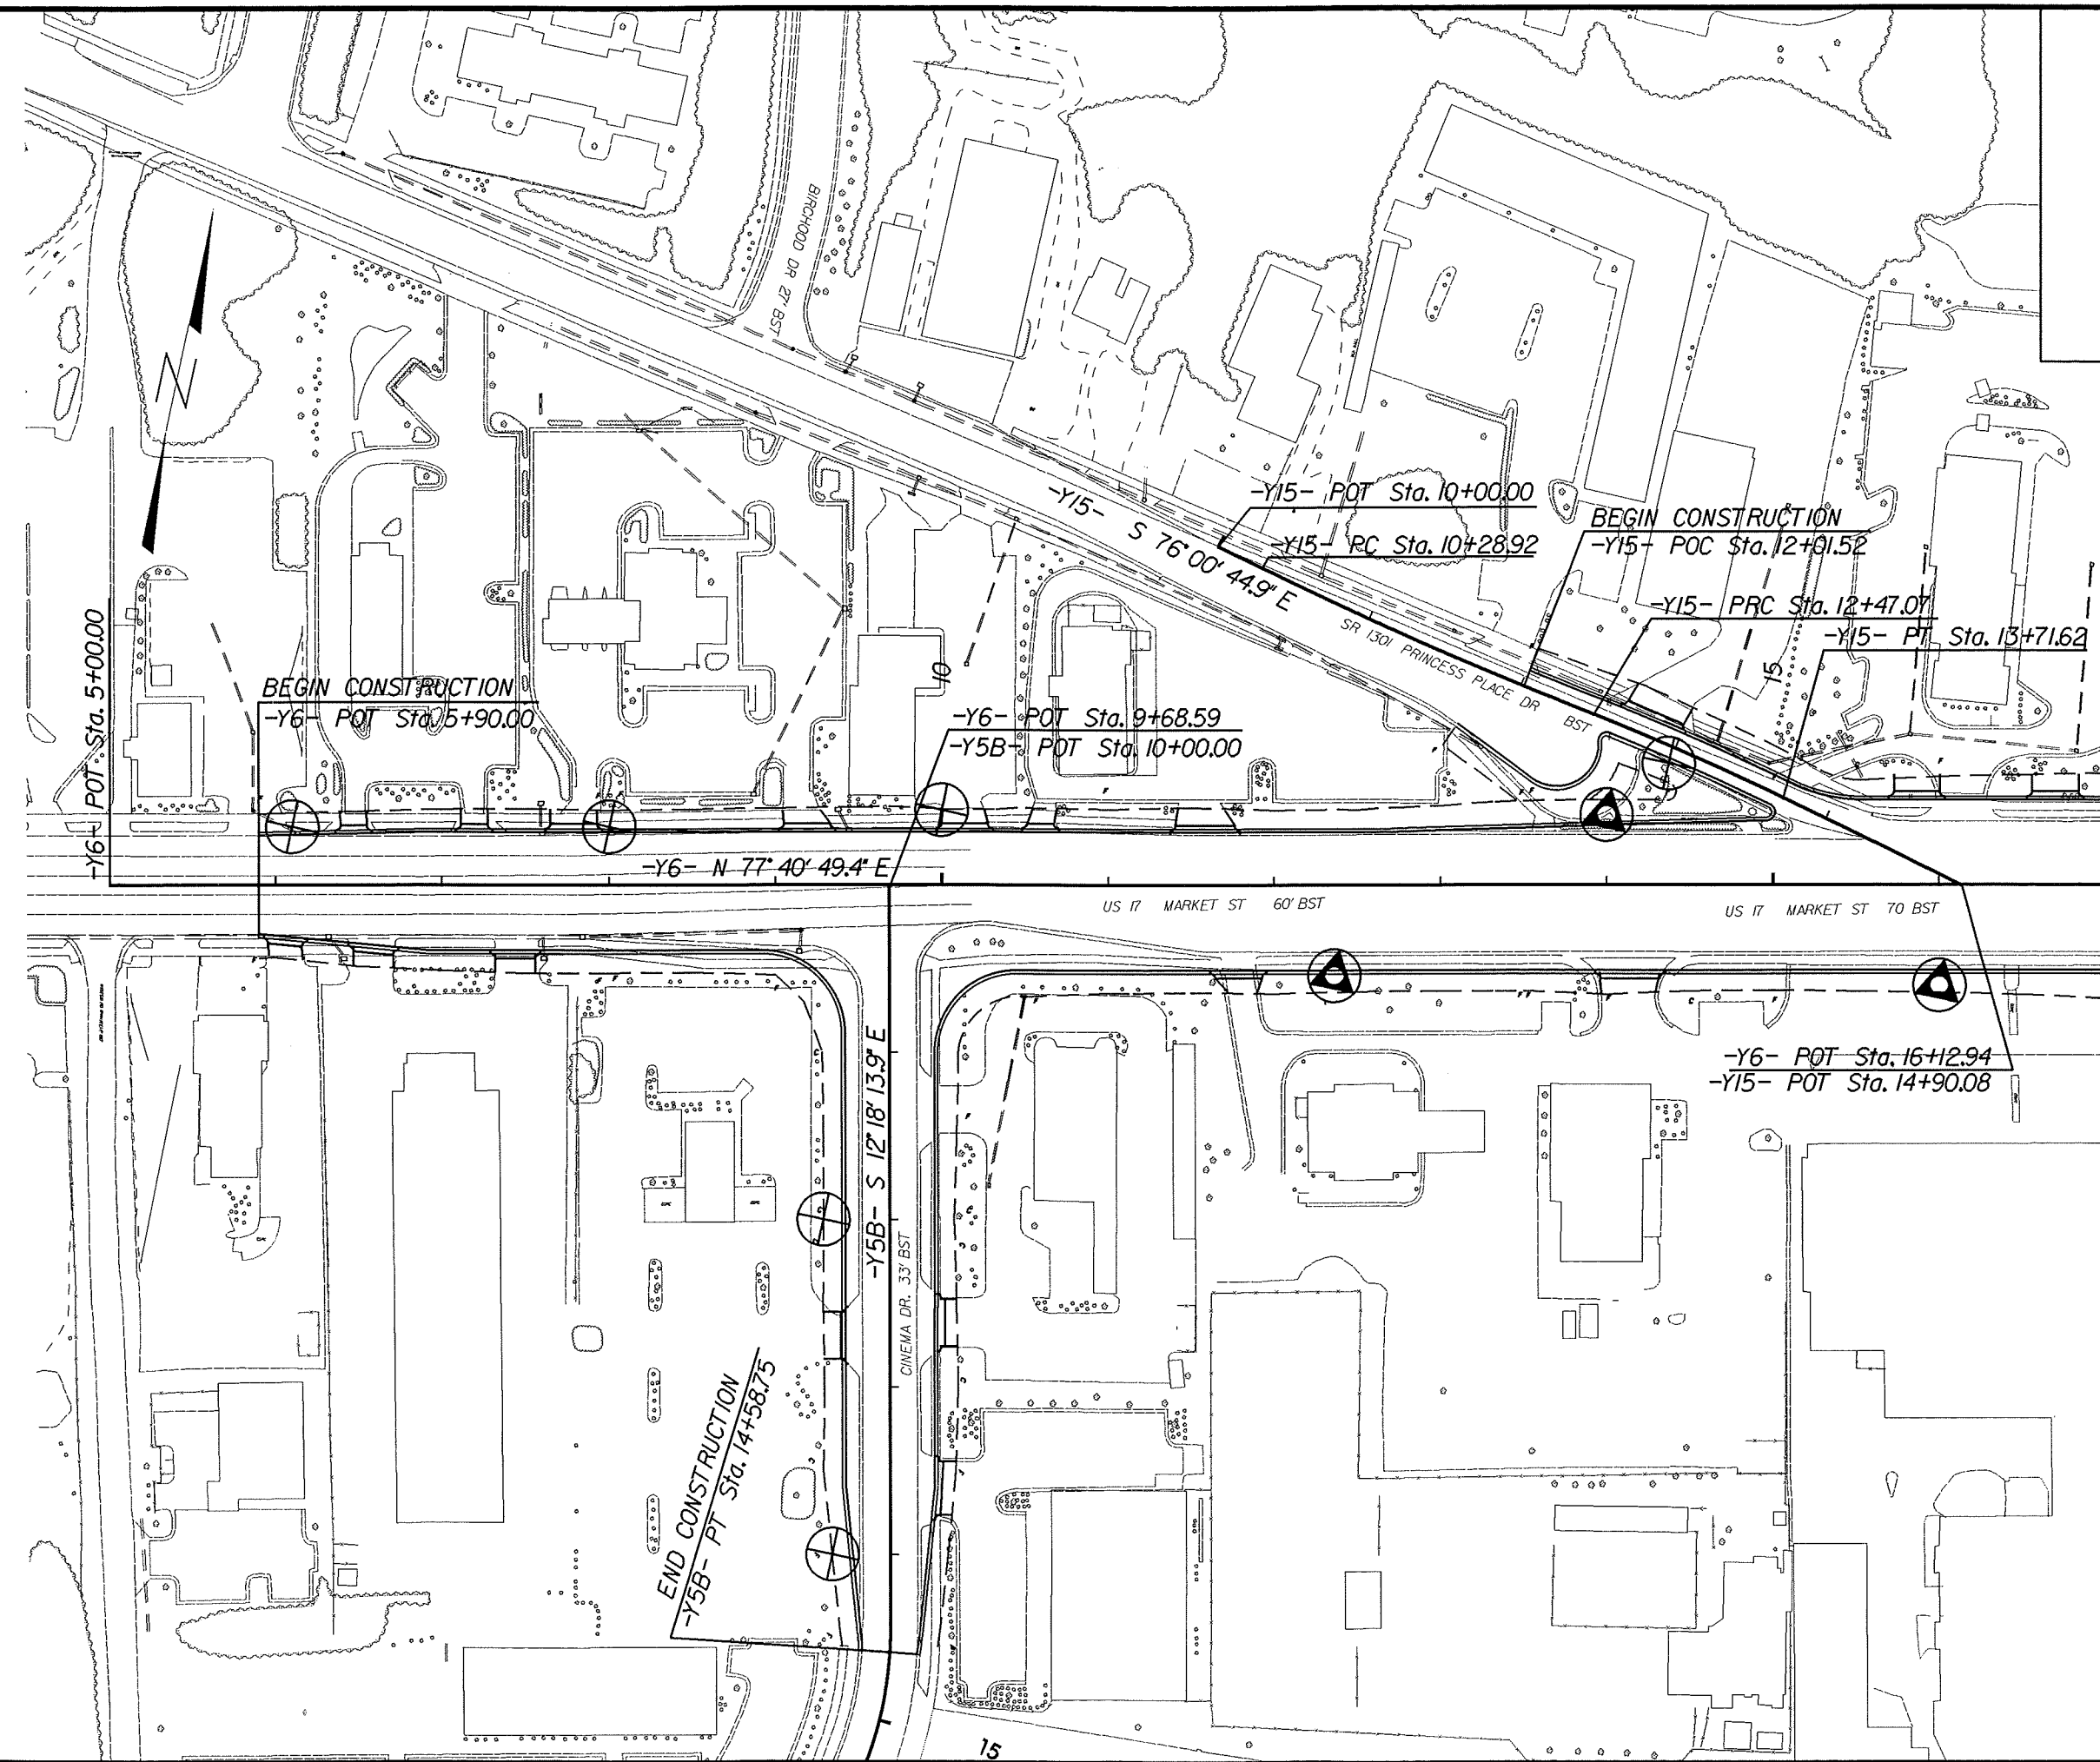 BIRCHWOOD DR 27' BST
N
-Y15- POT Sta. 10+00.00
-Y15- S 76° 00' 44.9" E
-Y15- PC Sta. 10+28.92
BEGIN CONSTRUCTION
-Y15- POC Sta. 12+01.52
-Y15- PRC Sta. 12+47.07
-Y15- PT Sta. 13+71.62
SR 1301 PRINCESS PLACE DR BST
-Y6- POT Sta. 5+00.00
BEGIN CONSTRUCTION
-Y6- POT Sta. 5+90.00
10
15
-Y6- POT Sta. 9+68.59
-Y5B- POT Sta. 10+00.00
-Y6- N 77° 40' 49.4" E
US 17 MARKET ST 60' BST
US 17 MARKET ST 70 BST
-Y6- POT Sta. 16+12.94
-Y15- POT Sta. 14+90.08
-Y5B- S 12° 18' 13.9" E
CINEMA DR. 33' BST
END CONSTRUCTION
-Y5B- PT Sta. 14+58.75
15